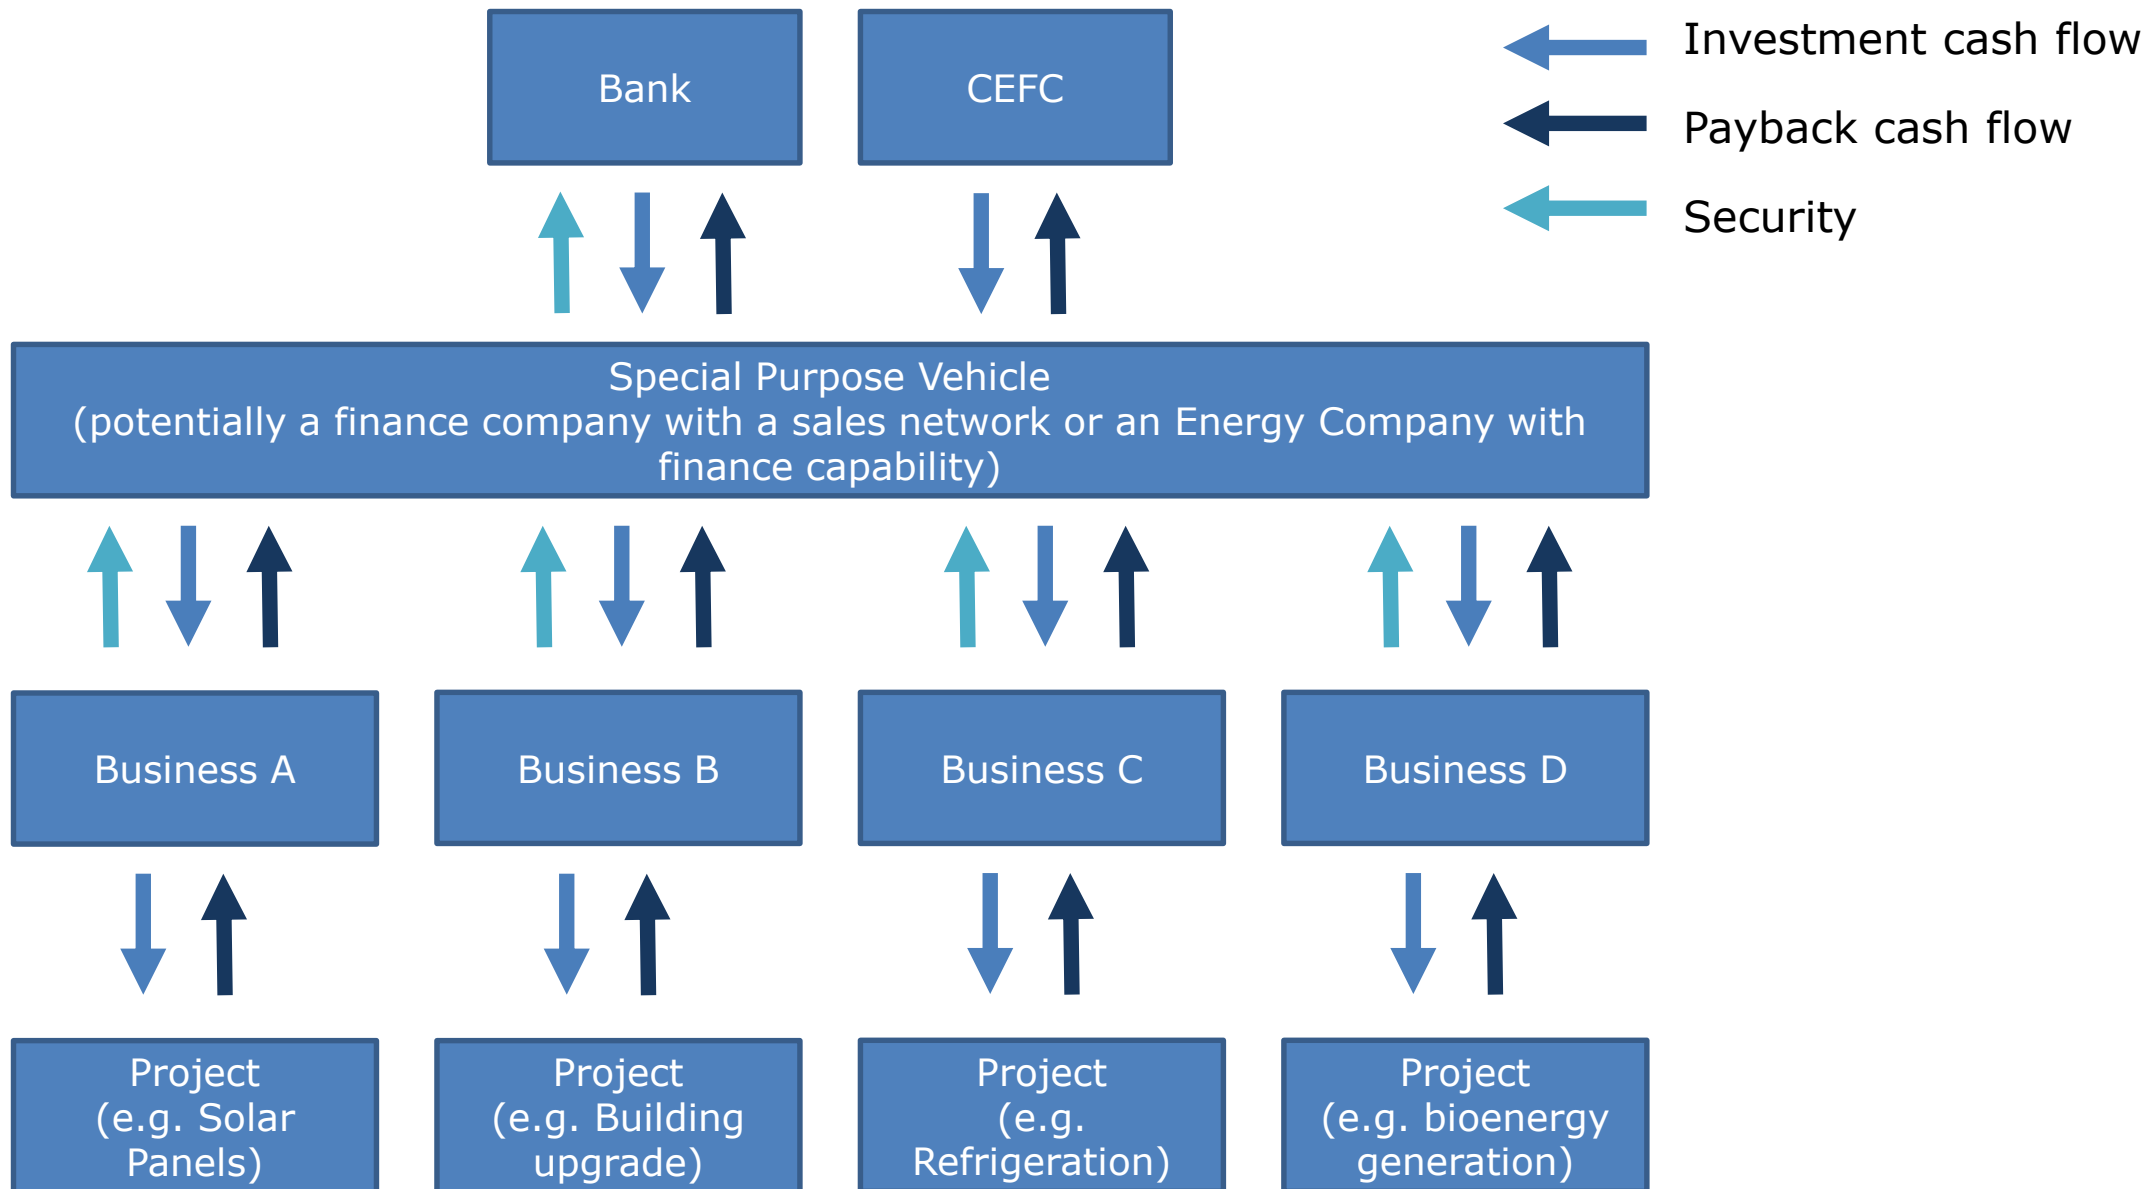 Bank
CEFC
Investment cash flow
Payback cash flow
Security
Special Purpose Vehicle
(potentially a finance company with a sales network or an Energy Company with
finance capability)
Business A
Business B
Business C
Business D
Project
(e.g. Solar
Panels)
Project
(e.g. Building
upgrade)
Project
(e.g.
Refrigeration)
Project
(e.g. bioenergy
generation)